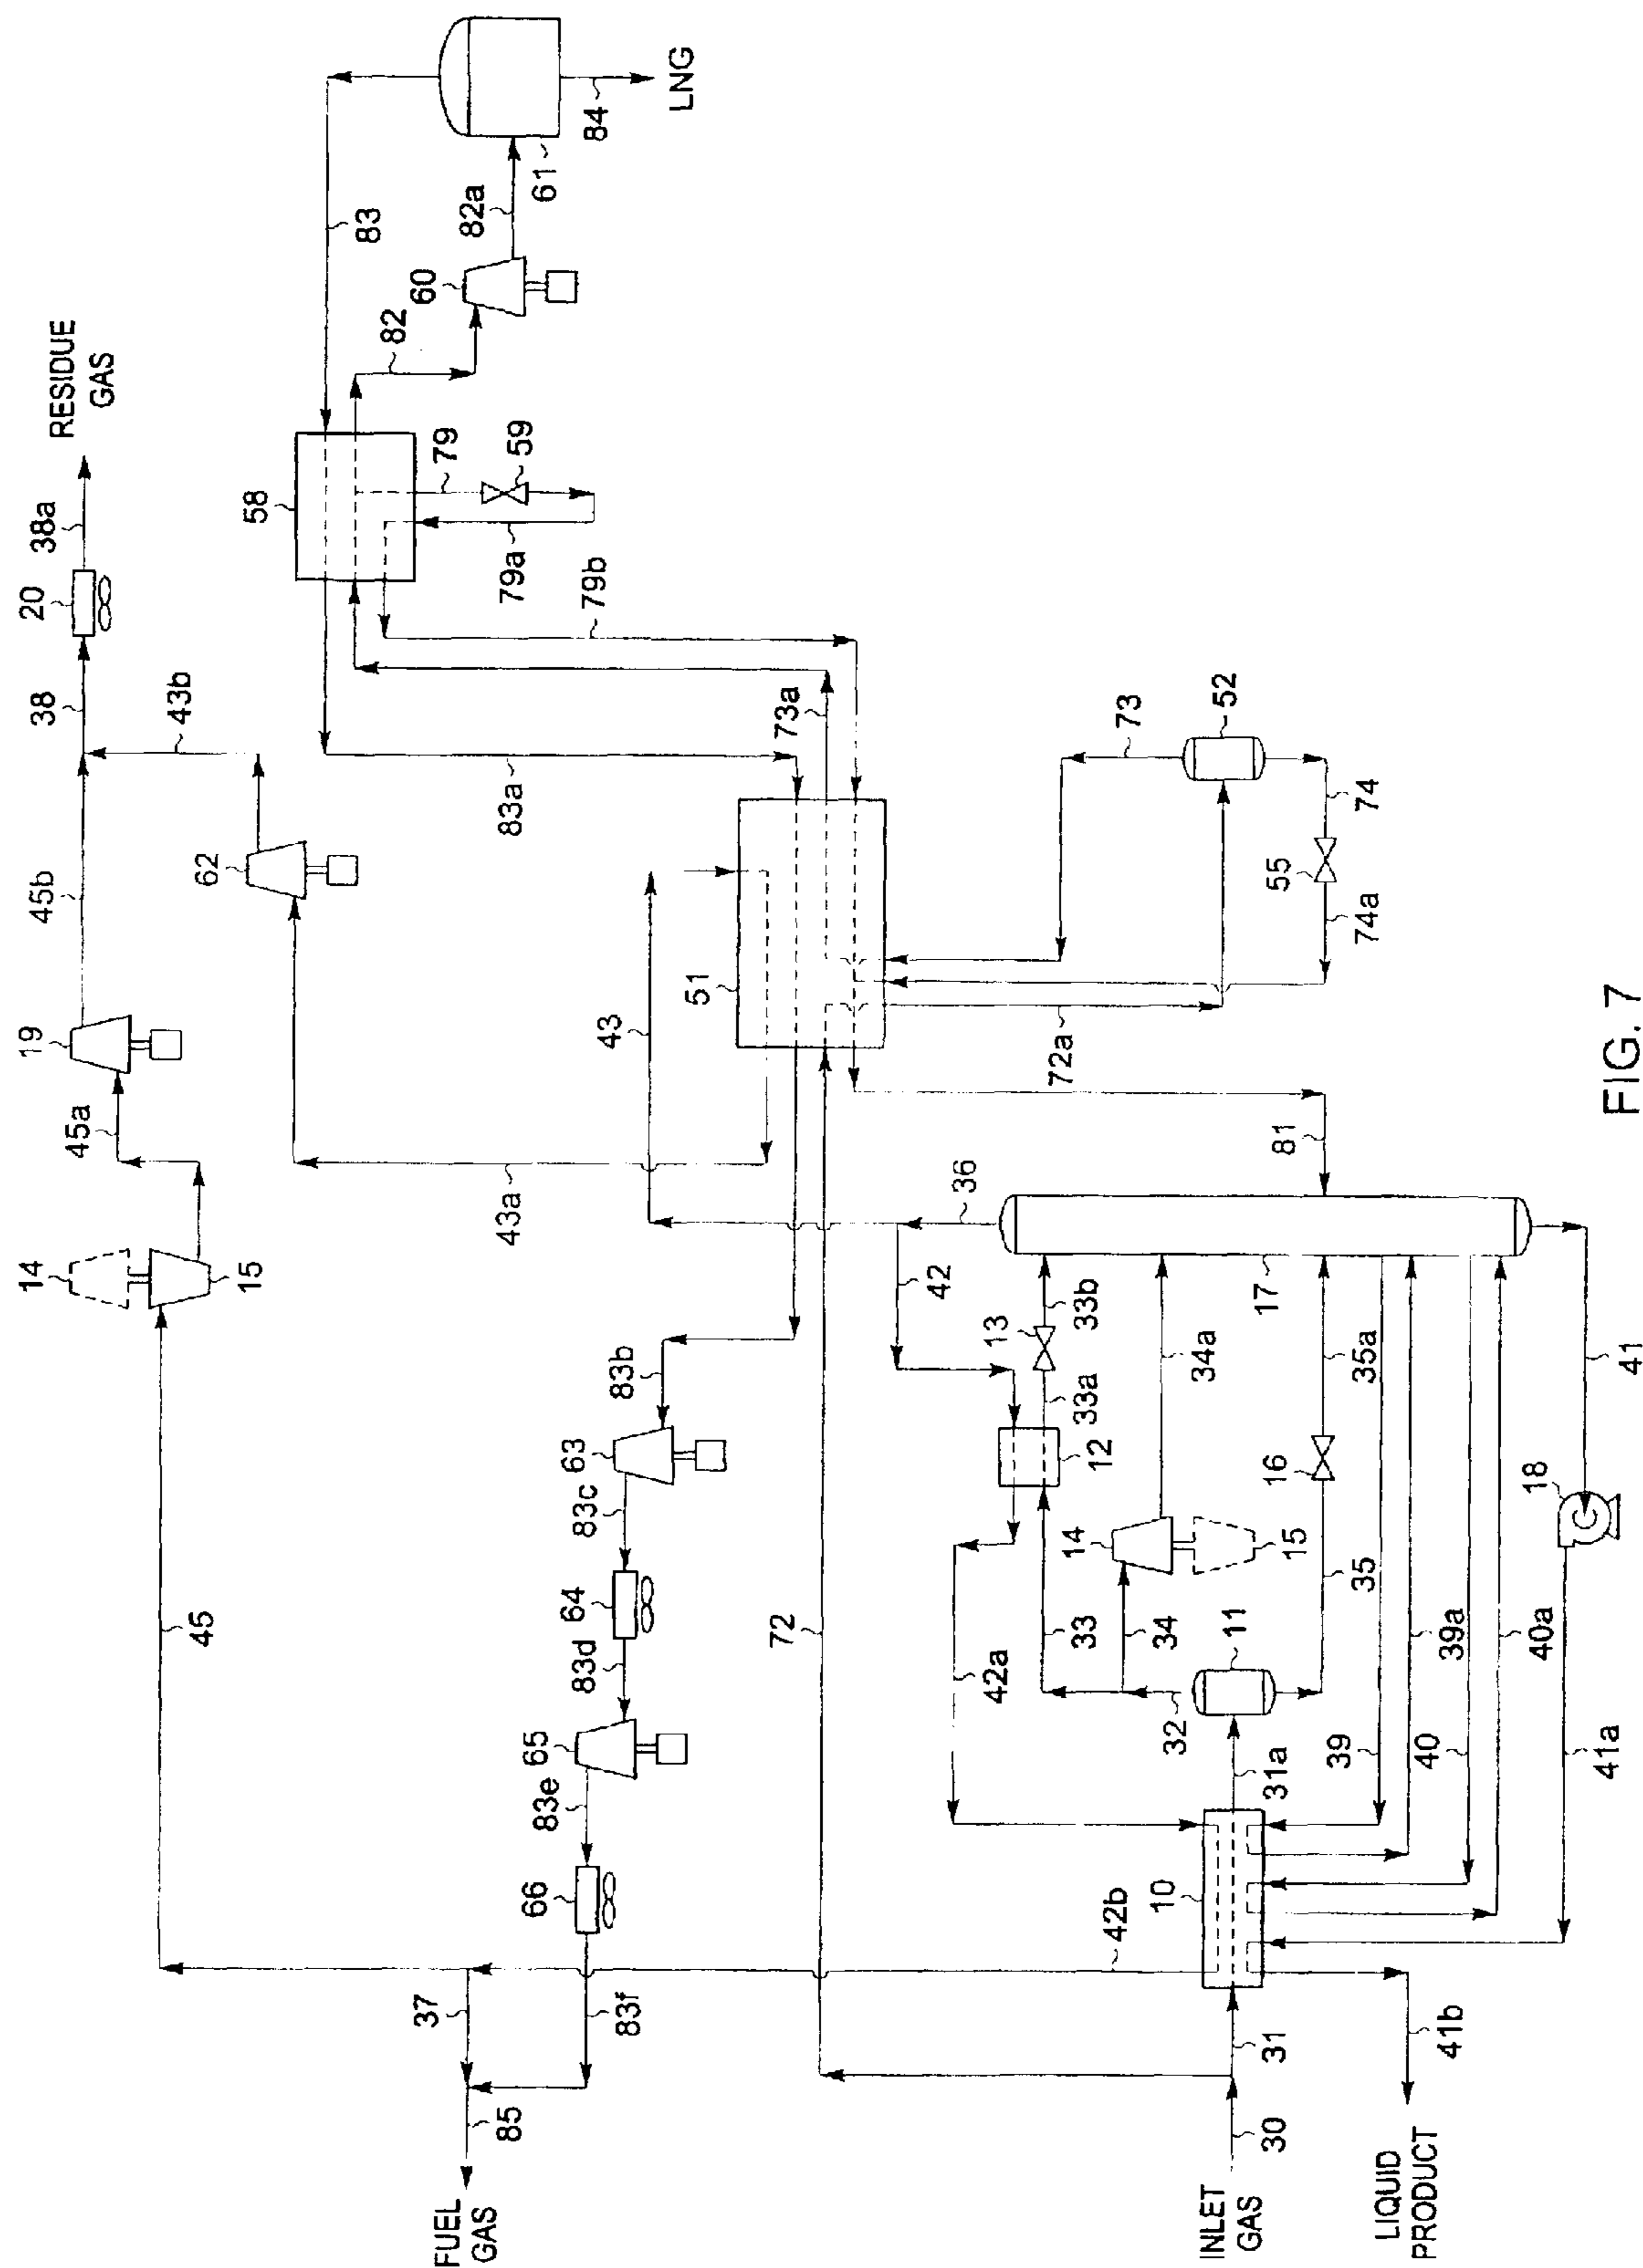 RESIDUE
GAS
38a
20
38
43b
45b
62
19
45a
14
15
45
43a
43
58
83
79
59
79a
79b
82
60
82a
61
84
LNG
83a
73a
51
73
52
74
55
74a
72a
81
36
42
13
33b
33a
12
34a
17
35a
16
35
14
15
33
34
11
32
31a
42a
39
39a
40
40a
41
18
41a
83b
63
83c
64
83d
65
83e
66
83f
72
42b
10
37
85
FUEL
GAS
31
30
INLET
GAS
41b
LIQUID
PRODUCT
FIG. 7